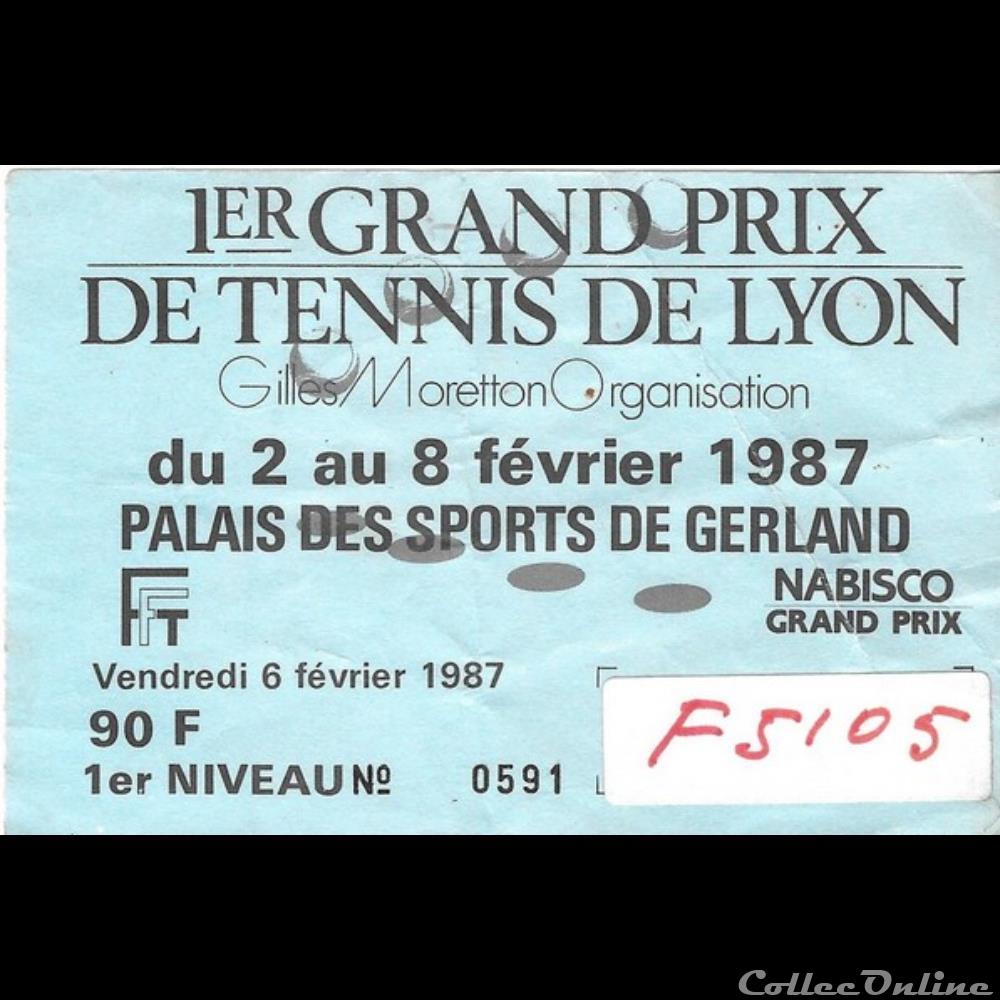 1ER GRAND PRIX
DE TENNIS DE LYON
Gilles Moretton Organisation
du 2 au 8 février 1987
PALAIS DES SPORTS DE GERLAND
FFT
NABISCO
GRAND PRIX
Vendredi 6 février 1987
90 F
1er NIVEAU Nº 0591
F5105
ColleeOnline